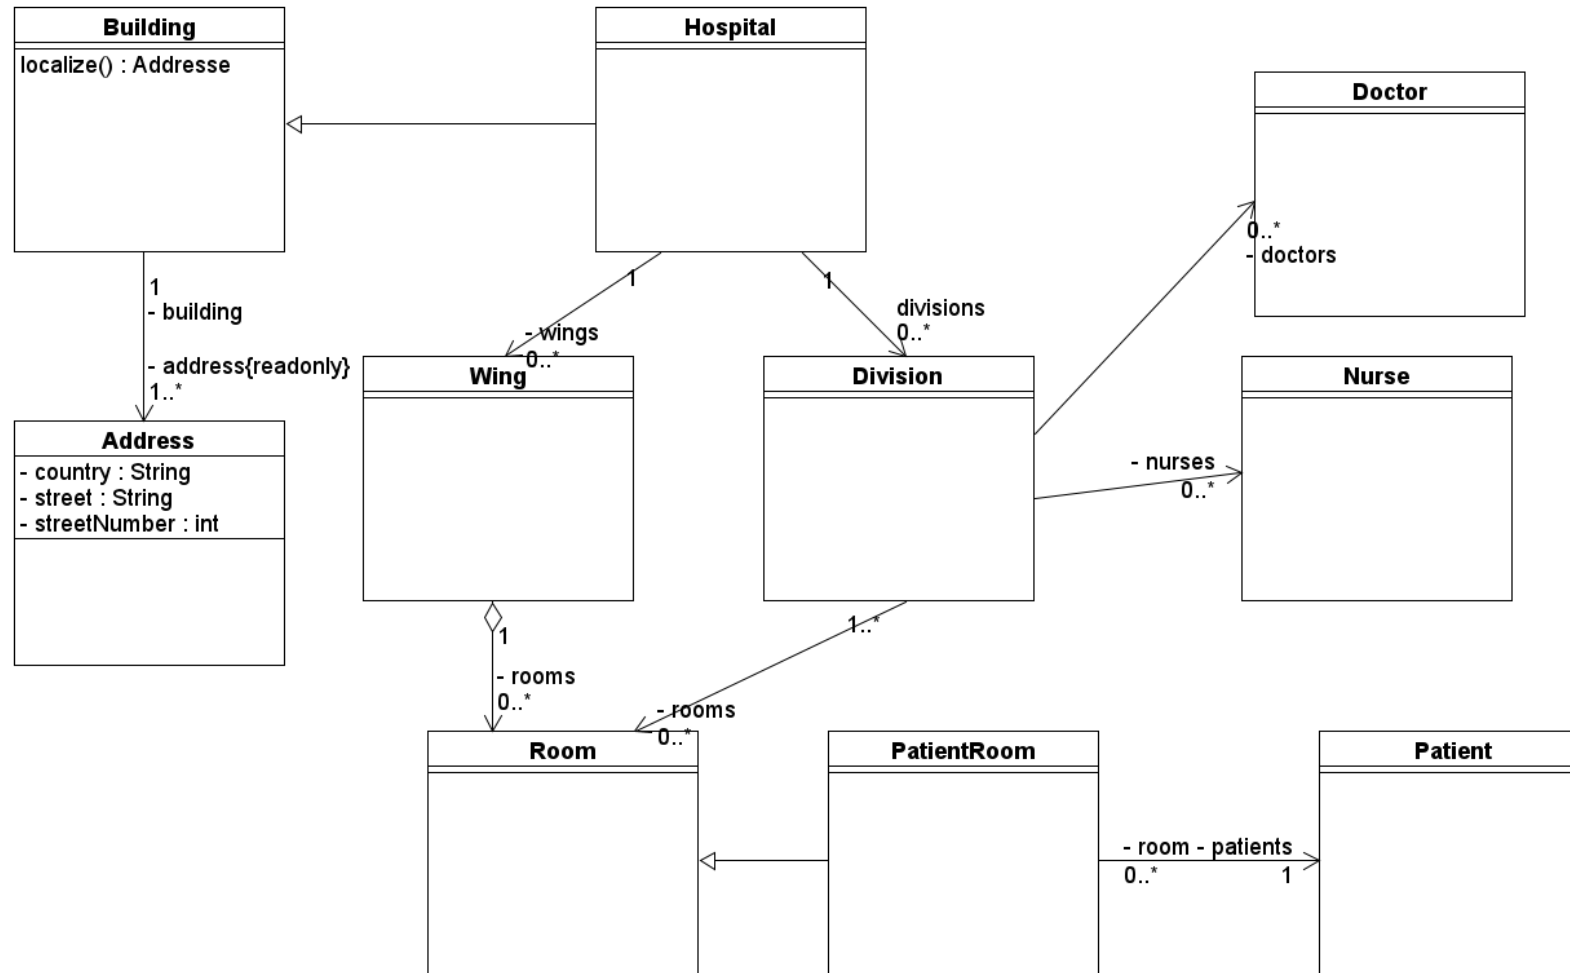 Building
localize() : Addresse
Hospital
Doctor
1
- building
- address{readonly}
1..*
1
- wings
0..*
1
divisions
0..*
0..*
- doctors
Address
- country : String
- street : String
- streetNumber : int
Wing
Division
Nurse
- nurses
0..*
1
- rooms
0..*
1..*
- rooms
0..*
Room
PatientRoom
Patient
- room - patients
0..* 1